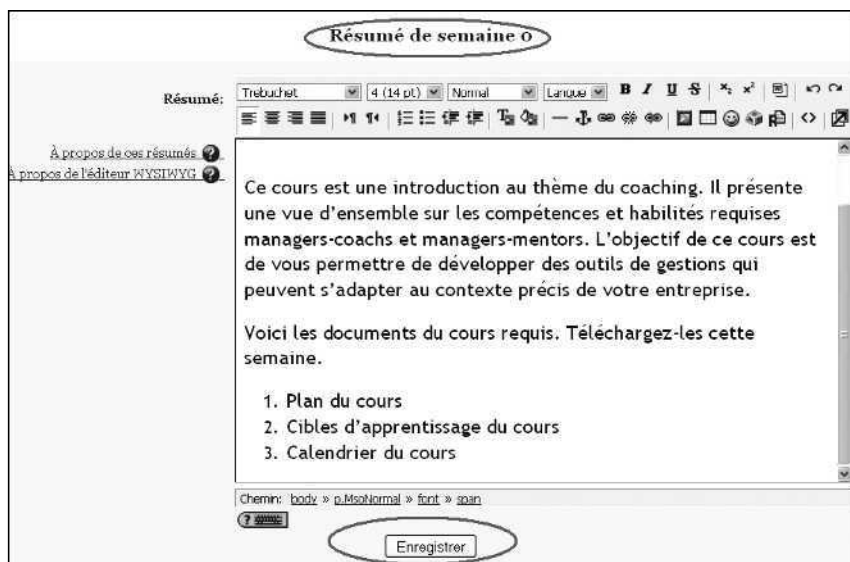 Résumé de semaine 0
Résumé:
Trebuchet 4 (14 pt) Normal Langue B I U S x₂ x²
À propos de ces résumés ?
À propos de l'éditeur WYSIWYG ?
Ce cours est une introduction au thème du coaching. Il présente
une vue d’ensemble sur les compétences et habilités requises
managers-coachs et managers-mentors. L’objectif de ce cours est
de vous permettre de développer des outils de gestions qui
peuvent s’adapter au contexte précis de votre entreprise.
Voici les documents du cours requis. Téléchargez-les cette
semaine.
1. Plan du cours
2. Cibles d’apprentissage du cours
3. Calendrier du cours
Chemin: body » p.MsoNormal » font » span
?
Enregistrer